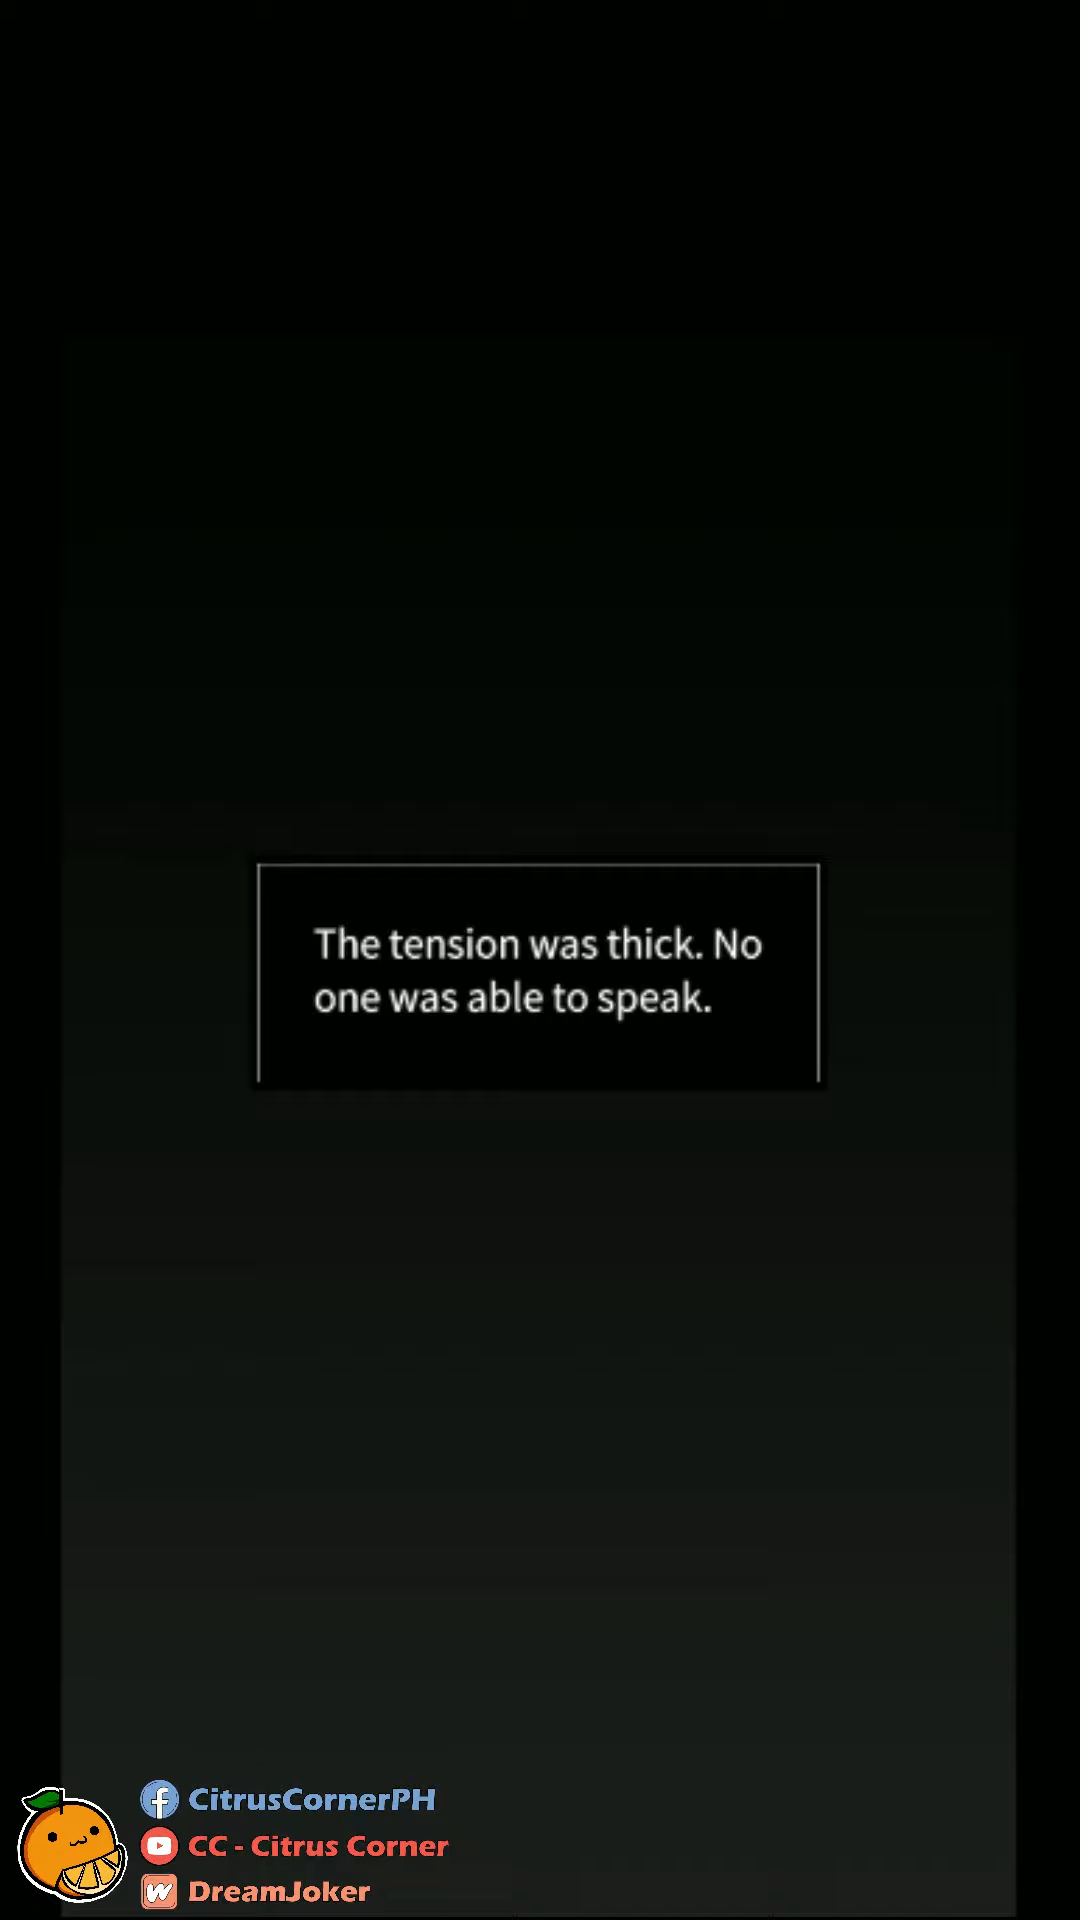 The tension was thick. No
one was able to speak.
CitrusCornerPH
CC - Citrus Corner
DreamJoker